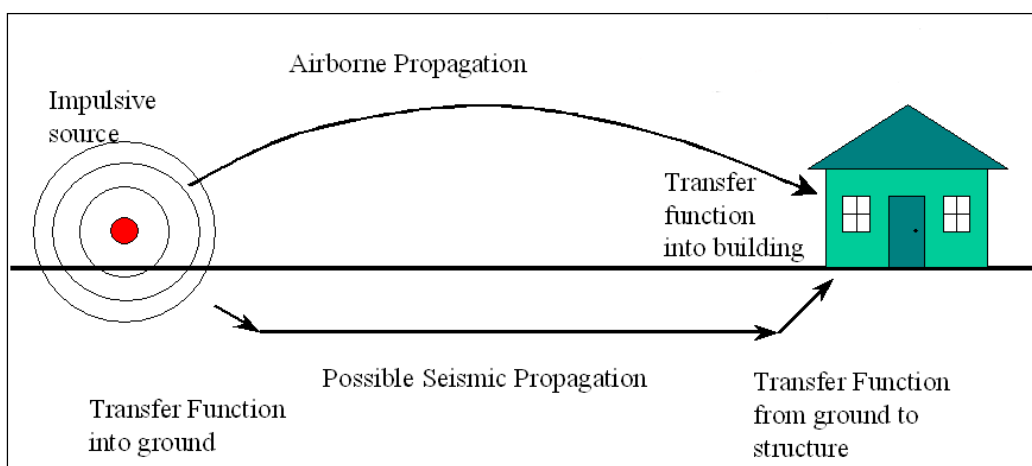 Airborne Propagation
Impulsive
source
Transfer
function
into building
Possible Seismic Propagation
Transfer Function
into ground
Transfer Function
from ground to
structure